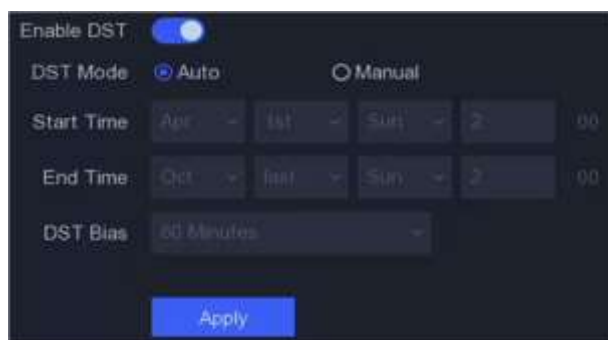 Enable DST
DST Mode Auto Manual
Start Time Apr 1st Sun 2 00
End Time Oct last Sun 2 00
DST Bias 60 Minutes
Apply